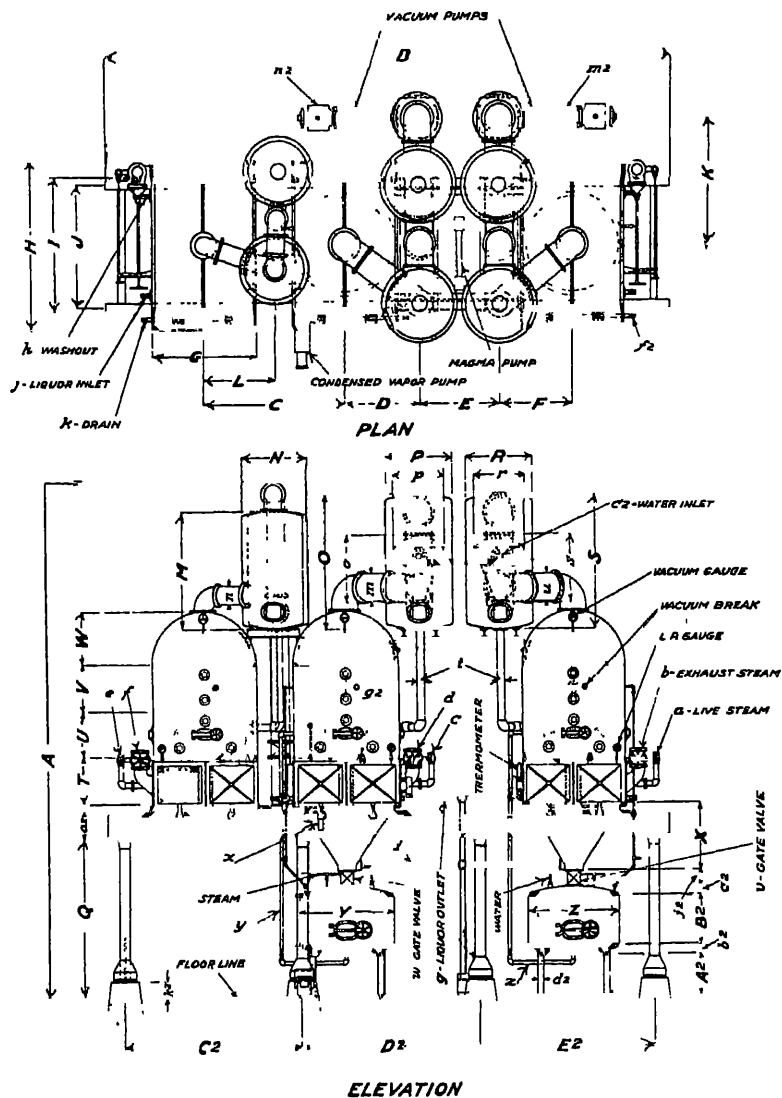 VACUUM PUMPS
D
n2
m2
K
H
I
J
h WASHOUT
G
MAGMA PUMP
f2
j-LIQUOR INLET
L
CONDENSED VAPOR PUMP
k-DRAIN
C
D
E
F
PLAN
N
P
p
R
r
c2-WATER INLET
M
O
o
S
s
n
m
u
VACUUM GAUGE
VACUUM BREAK
W
L.P. GAUGE
V
b-EXHAUST STEAM
t
g2
a-LIVE STEAM
e
f
d
c
U
A
T
THERMOMETER
X
x
V-GATE VALVE
STEAM
WATER
j2
c2
Q
y
Y
Z
B2
w GATE VALVE
g-LIQUOR OUTLET
b2
FLOOR LINE
A2
k2
z
d2
C2
D2
E2
ELEVATION